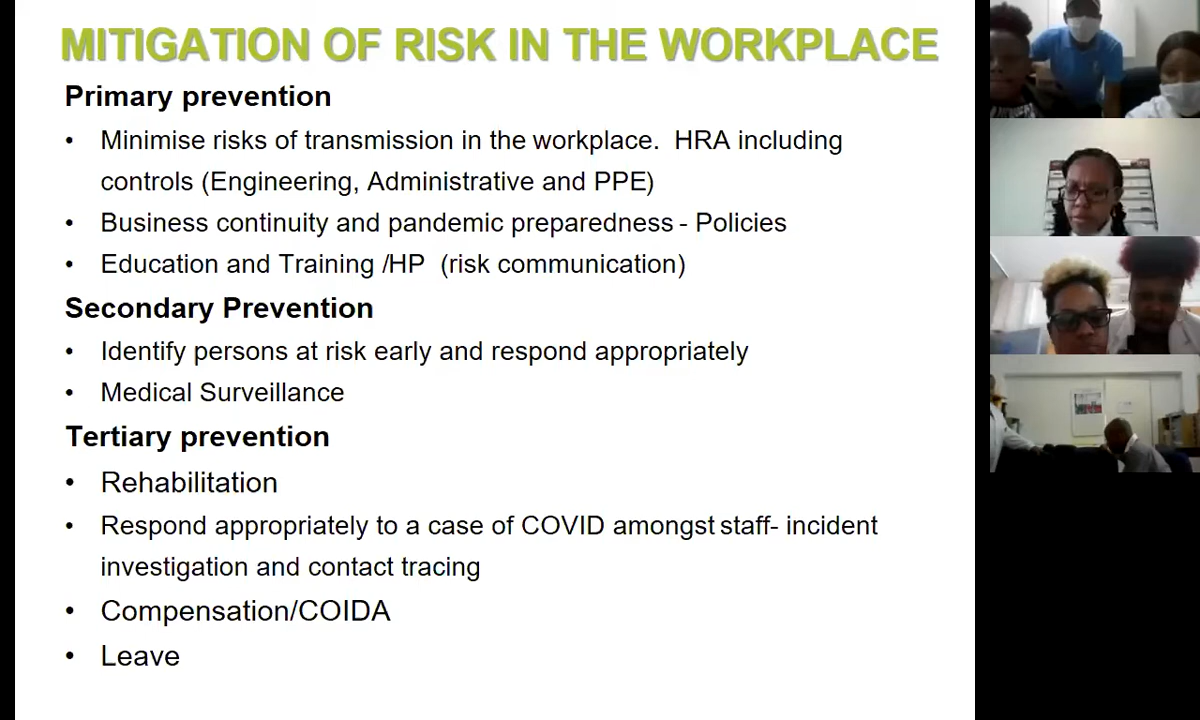 MITIGATION OF RISK IN THE WORKPLACE
Primary prevention
• Minimise risks of transmission in the workplace. HRA including
controls (Engineering, Administrative and PPE)
• Business continuity and pandemic preparedness - Policies
• Education and Training /HP (risk communication)
Secondary Prevention
• Identify persons at risk early and respond appropriately
• Medical Surveillance
Tertiary prevention
• Rehabilitation
• Respond appropriately to a case of COVID amongst staff- incident
investigation and contact tracing
• Compensation/COIDA
• Leave